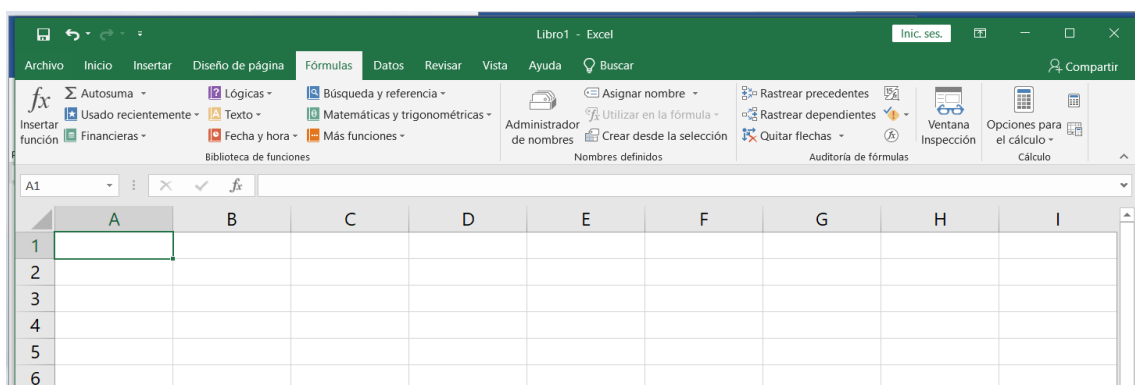 Libro1 - Excel
Inic. ses.
Archivo Inicio Insertar Diseño de página Fórmulas Datos Revisar Vista Ayuda Buscar Compartir
fx Insertar función
Σ Autosuma
Usado recientemente
Financieras
Lógicas
Texto
Fecha y hora
Búsqueda y referencia
Matemáticas y trigonométricas
Más funciones
Biblioteca de funciones
Administrador de nombres
Asignar nombre
Utilizar en la fórmula
Crear desde la selección
Nombres definidos
Rastrear precedentes
Rastrear dependientes
Quitar flechas
Auditoría de fórmulas
Ventana Inspección
Opciones para el cálculo
Cálculo
A1 fx
A B C D E F G H I
1
2
3
4
5
6